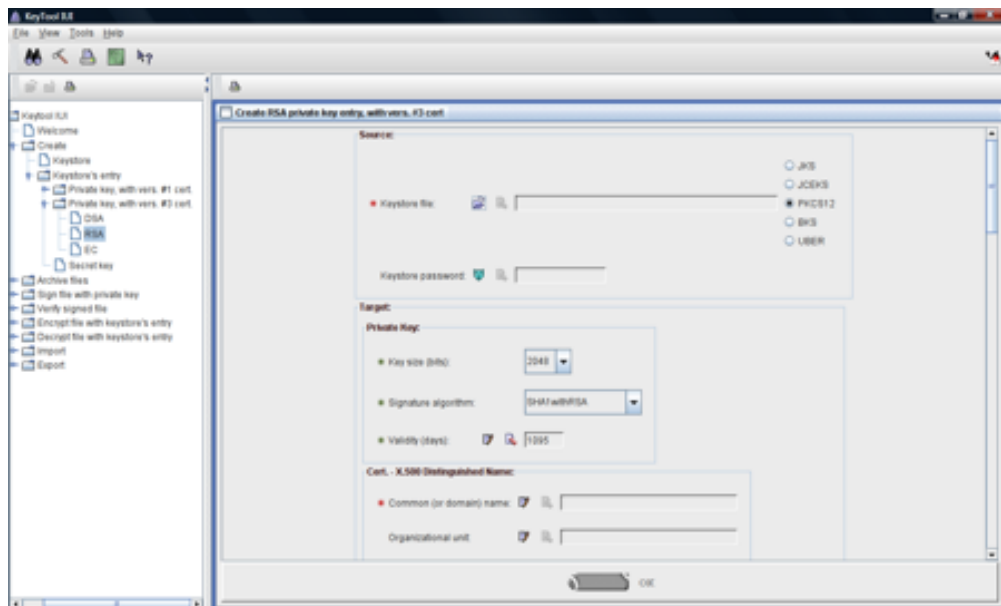 KeyTool IUI
File View Tools Help
Keytool IUI
Welcome
Create
Keystore
Keystore's entry
Private key, with vers. #1 cert.
Private key, with vers. #3 cert.
DSA
RSA
EC
Secret key
Archive files
Sign file with private key
Verify signed file
Encrypt file with keystore's entry
Decrypt file with keystore's entry
Import
Export
Create RSA private key entry, with vers. #3 cert.
Source:
JKS
JCEKS
Keystore file:
PKCS12
BKS
UBER
Keystore password:
Target:
Private Key:
Key size (bits): 2048
Signature algorithm: SHA1withRSA
Validity (days): 1095
Cert. - X.500 Distinguished Name:
Common (or domain) name:
Organizational unit:
OK